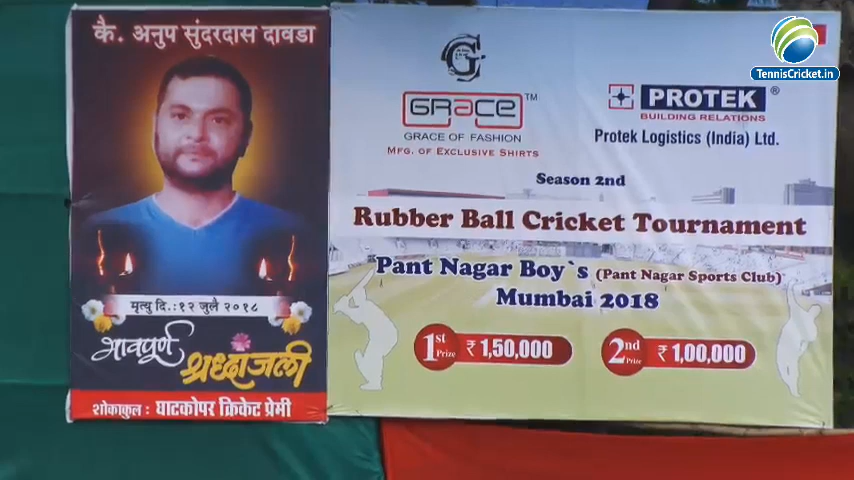 कै. अनुप सुंदरदास दावडा
मृत्यु दि.:१२ जुलै २०१८
भावपूर्ण
श्रध्दांजली
शोकाकुल : घाटकोपर क्रिकेट प्रेमी
TennisCricket.in
G
GRACE™
GRACE OF FASHION
MFG. OF EXCLUSIVE SHIRTS
PROTEK®
BUILDING RELATIONS
Protek Logistics (India) Ltd.
Season 2nd
Rubber Ball Cricket Tournament
Pant Nagar Boy`s (Pant Nagar Sports Club)
Mumbai 2018
1st Prize ₹ 1,50,000
2nd Prize ₹ 1,00,000